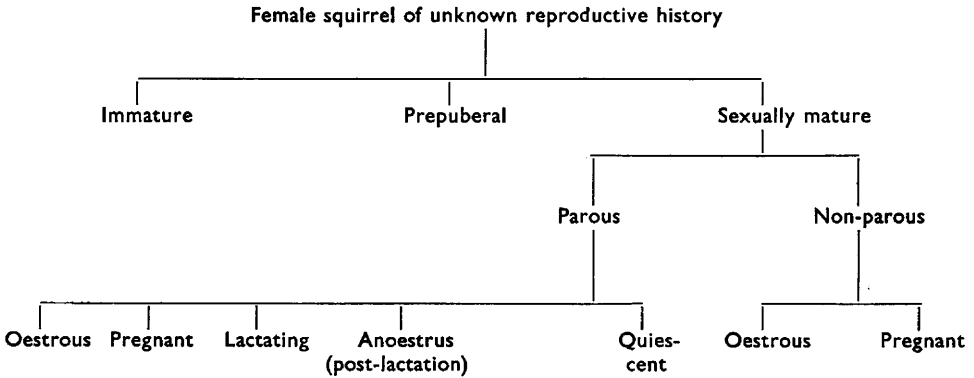 Female squirrel of unknown reproductive history
Immature Prepuberal Sexually mature
Parous Non-parous
Oestrous Pregnant Lactating Anoestrus Quies- Oestrous Pregnant
(post-lactation) cent